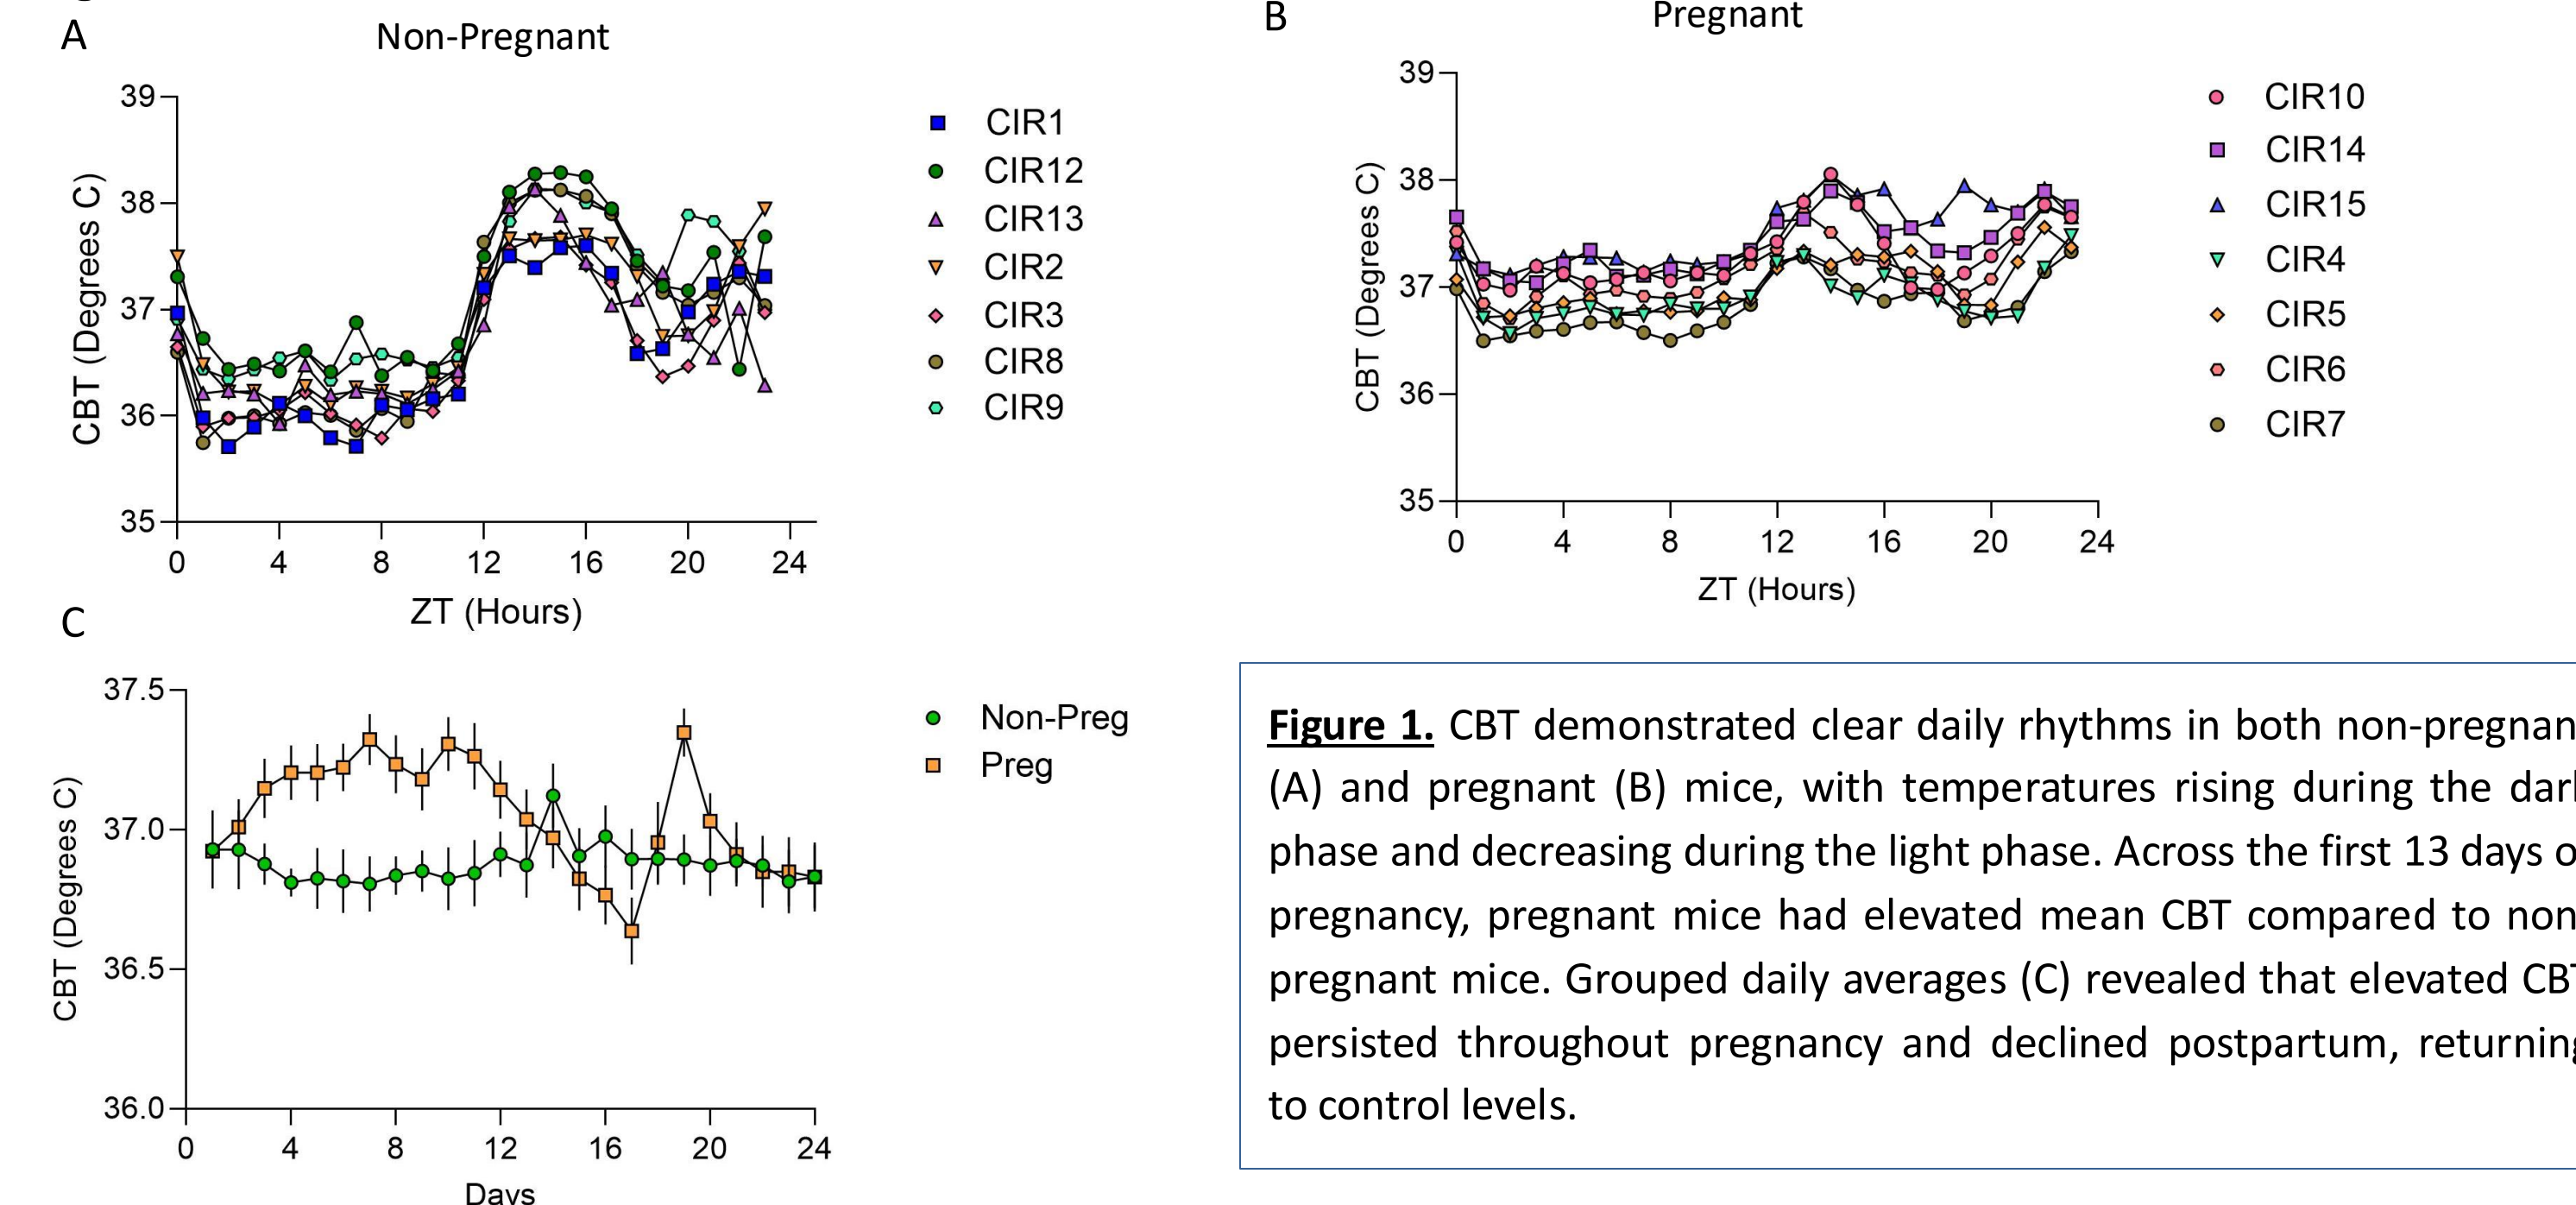 A
Non-Pregnant
39
38
37
36
35
CBT (Degrees C)
0 4 8 12 16 20 24
ZT (Hours)
CIR1
CIR12
CIR13
CIR2
CIR3
CIR8
CIR9
B
Pregnant
39
38
37
36
35
CBT (Degrees C)
0 4 8 12 16 20 24
ZT (Hours)
CIR10
CIR14
CIR15
CIR4
CIR5
CIR6
CIR7
C
37.5
37.0
36.5
36.0
CBT (Degrees C)
0 4 8 12 16 20 24
Days
Non-Preg
Preg
Figure 1. CBT demonstrated clear daily rhythms in both non-pregnan
(A) and pregnant (B) mice, with temperatures rising during the dark
phase and decreasing during the light phase. Across the first 13 days o
pregnancy, pregnant mice had elevated mean CBT compared to non
pregnant mice. Grouped daily averages (C) revealed that elevated CBT
persisted throughout pregnancy and declined postpartum, returning
to control levels.